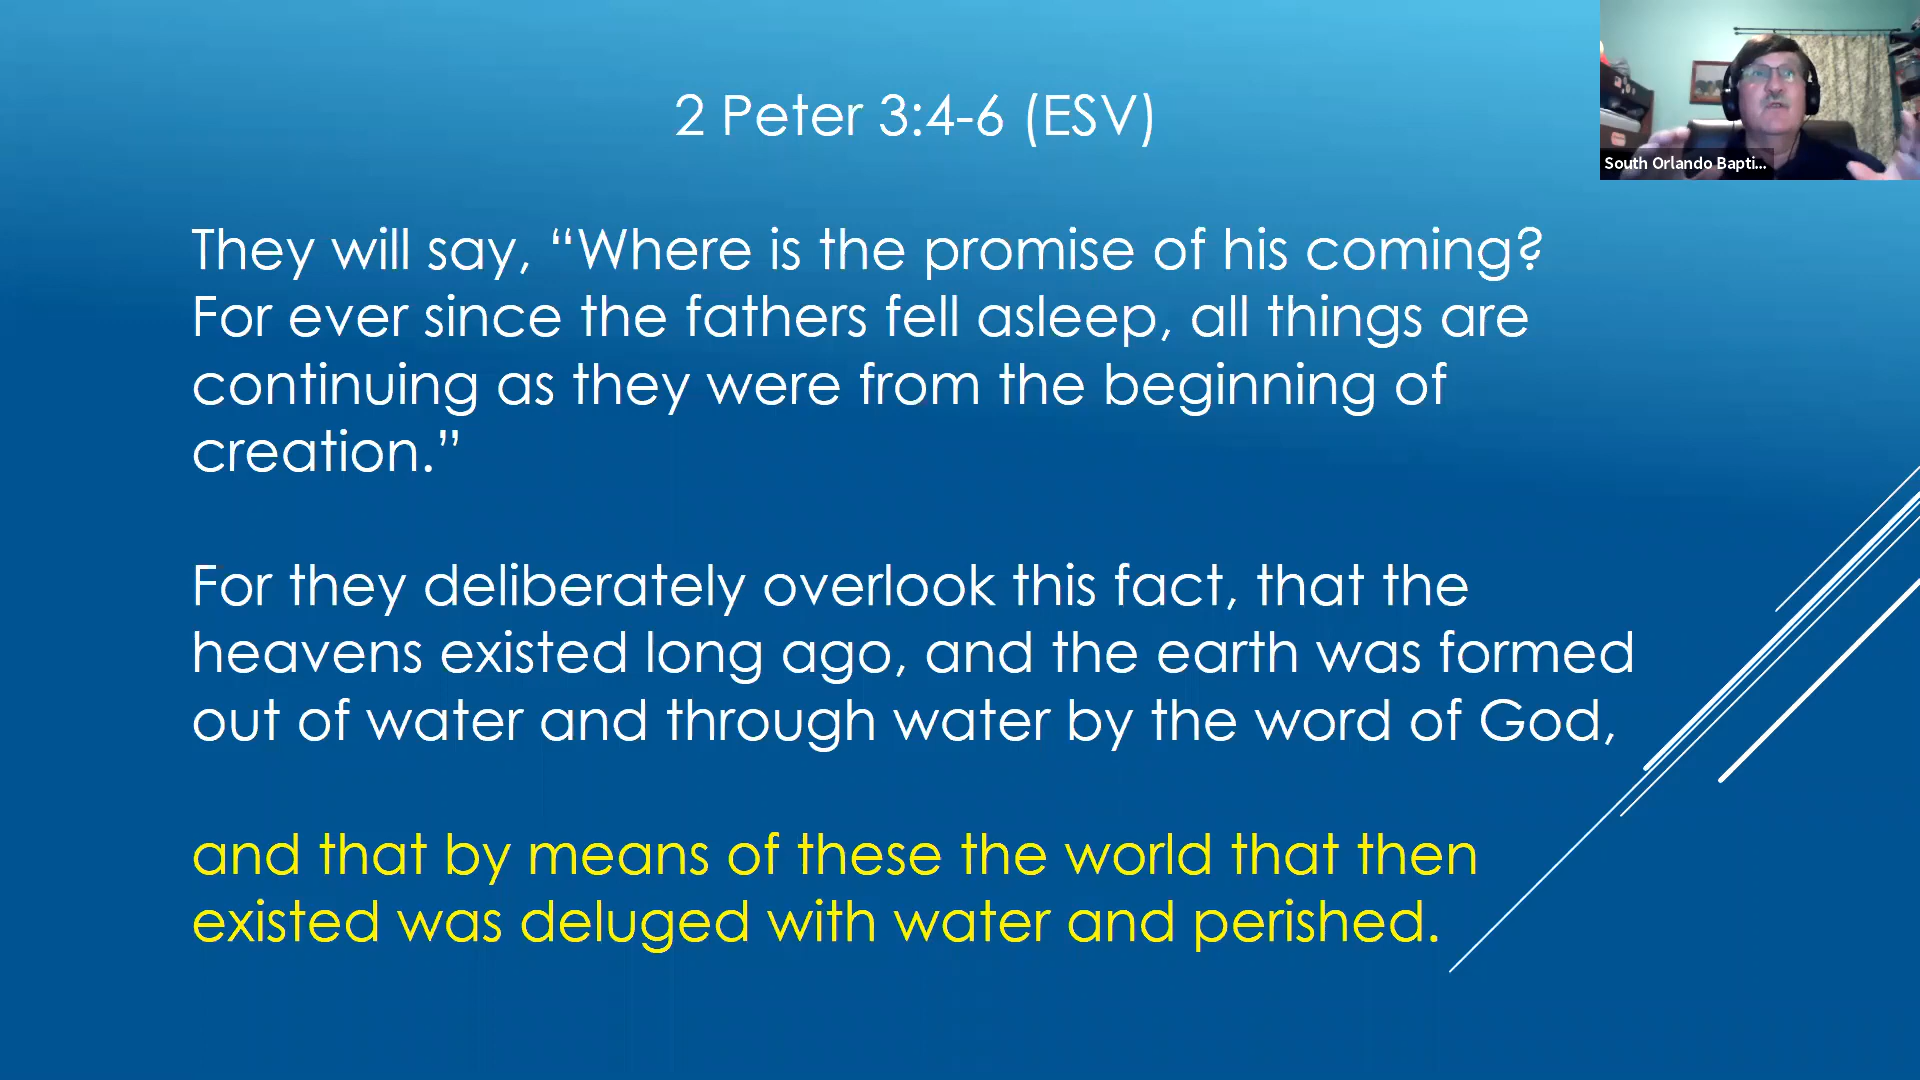 2 Peter 3:4-6 (ESV)
South Orlando Bapti...
They will say, “Where is the promise of his coming?
For ever since the fathers fell asleep, all things are
continuing as they were from the beginning of
creation.”
For they deliberately overlook this fact, that the
heavens existed long ago, and the earth was formed
out of water and through water by the word of God,
and that by means of these the world that then
existed was deluged with water and perished.